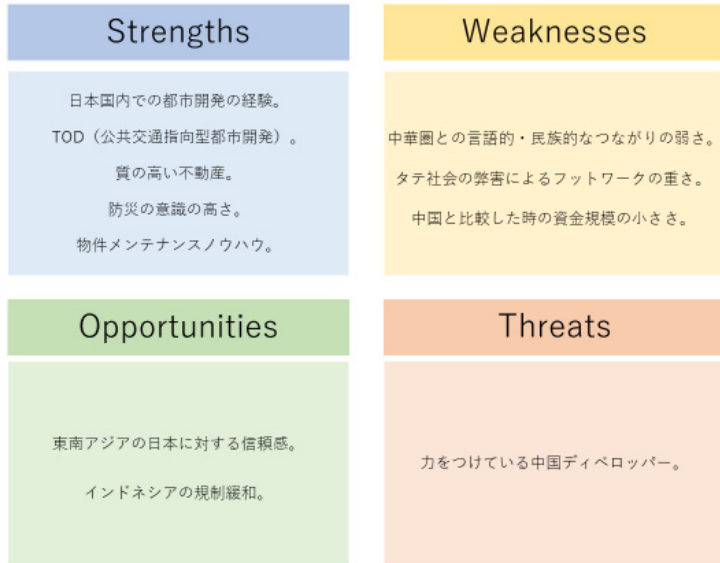 Strengths
日本国内での都市開発の経験。
TOD（公共交通指向型都市開発）。
質の高い不動産。
防災の意識の高さ。
物件メンテナンスノウハウ。
Weaknesses
中華圏との言語的・民族的なつながりの弱さ。
タテ社会の弊害によるフットワークの重さ。
中国と比較した時の資金規模の小ささ。
Opportunities
東南アジアの日本に対する信頼感。
インドネシアの規制緩和。
Threats
力をつけている中国ディベロッパー。